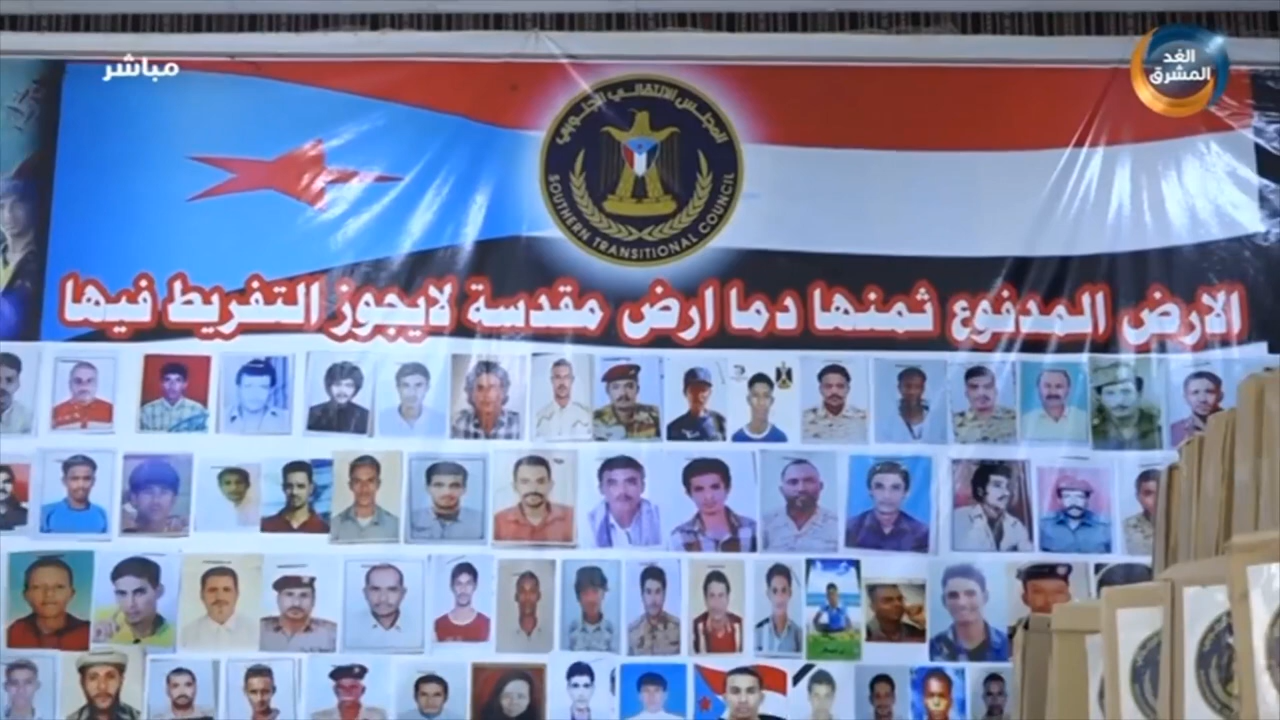 مباشر
الغد
المشرق
المجلس الانتقالي الجنوبي
SOUTHERN TRANSITIONAL COUNCIL
الارض المدفوع ثمنها دما ارض مقدسة لايجوز التفريط فيها